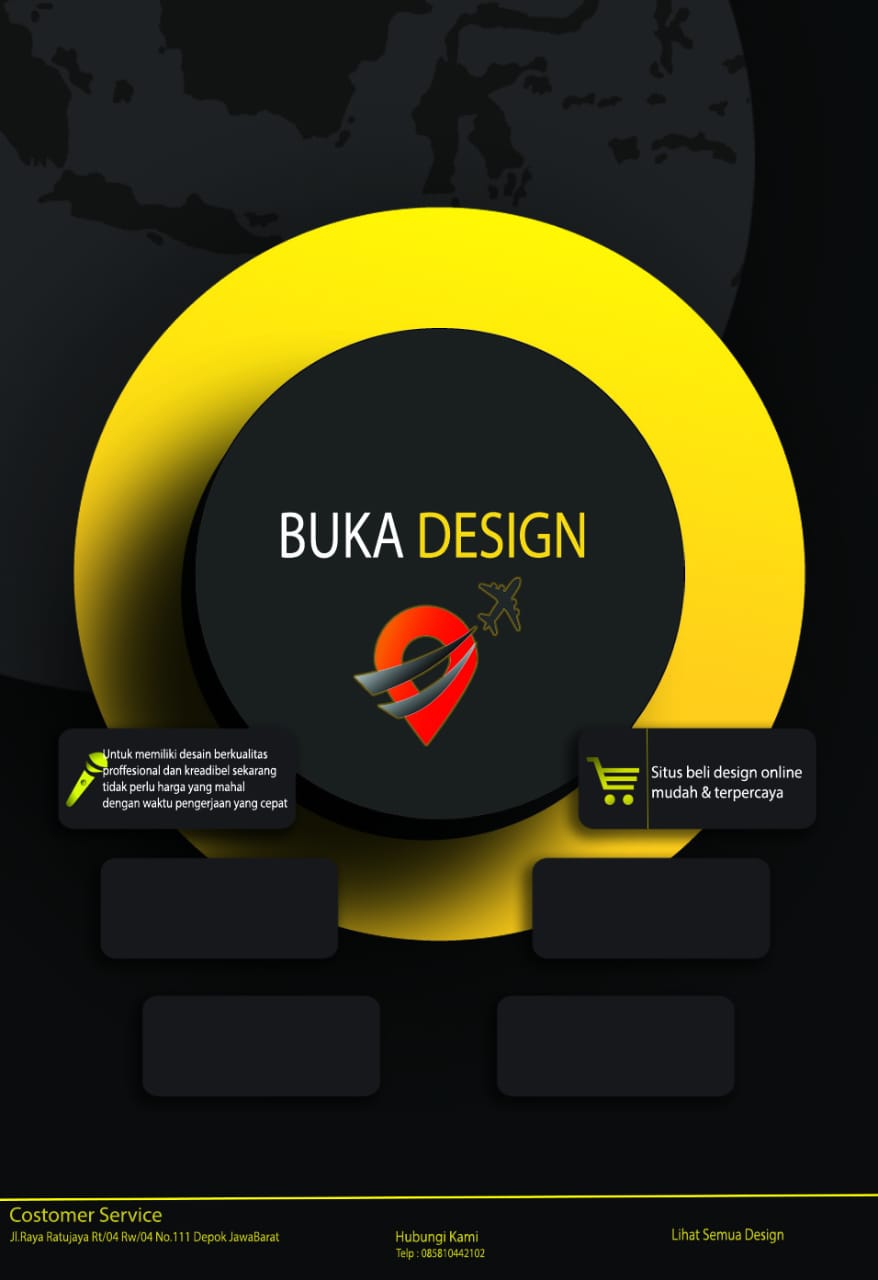 BUKA DESIGN
Untuk memiliki desain berkualitas
proffesional dan kreadibel sekarang
tidak perlu harga yang mahal
dengan waktu pengerjaan yang cepat
Situs beli design online
mudah & terpercaya
Costomer Service
Jl.Raya Ratujaya Rt/04 Rw/04 No.111 Depok JawaBarat
Hubungi Kami
Telp : 085810442102
Lihat Semua Design